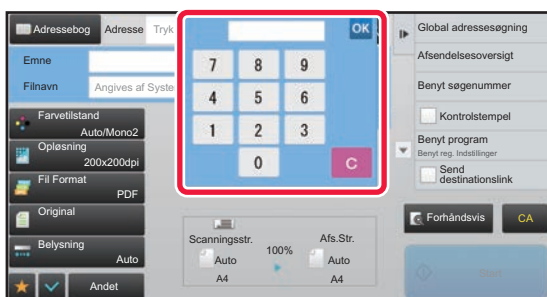 Adressebog Adresse Tryk
Emne
Filnavn Angives af Syste
Farvetilstand
Auto/Mono2
Opløsning
200x200dpi
Fil Format
PDF
Original
Belysning
Auto
Andet
OK
7 8 9
4 5 6
1 2 3
0 C
Scanningsstr. 100% Afs.Str.
Auto Auto
A4 A4
Global adressesøgning
Afsendelsesoversigt
Benyt søgenummer
Kontrolstempel
Benyt program
Benyt reg. Indstillinger
Send
destinationslink
Forhåndsvis CA
Start